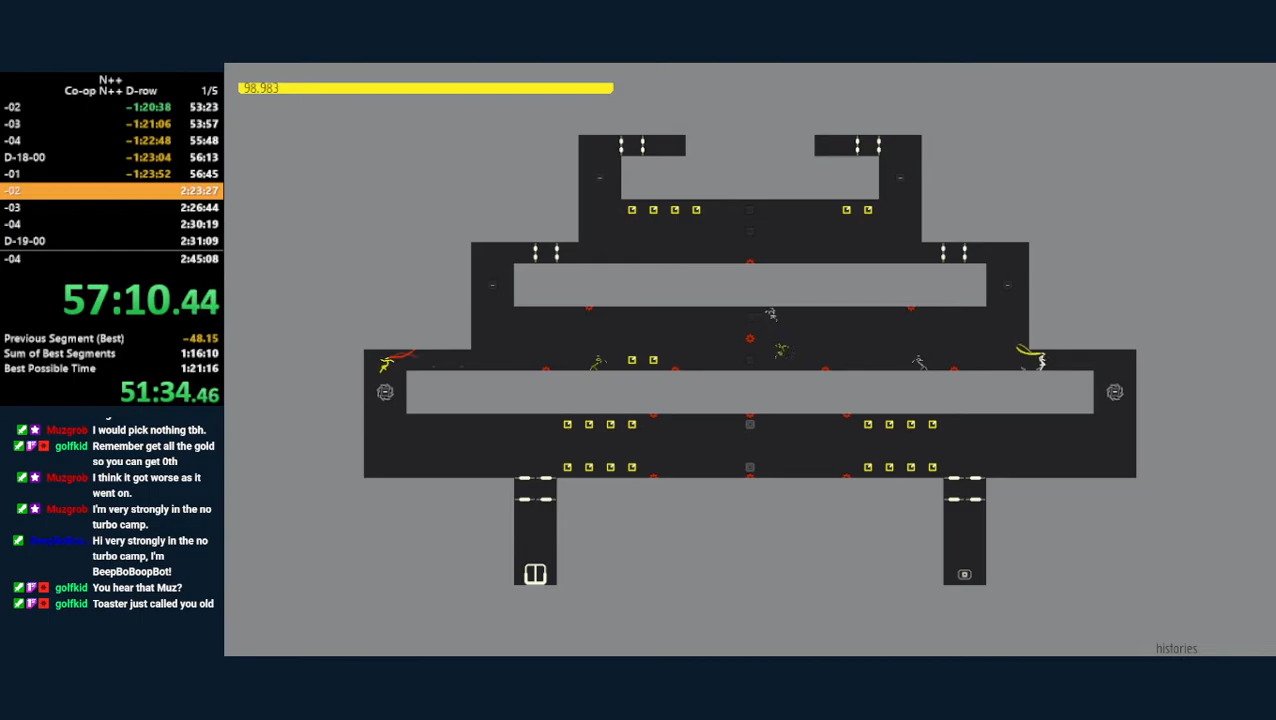 N++
Co-op N++ D-row 1/5
-02 −1:20:38 53:23
-03 −1:21:06 53:57
-04 −1:22:48 55:48
D-18-00 −1:23:04 56:13
-01 −1:23:52 56:45
-02 2:23:27
-03 2:26:44
-04 2:30:19
D-19-00 2:31:09
-04 2:45:08
57:10.44
Previous Segment (Best) −48.15
Sum of Best Segments 1:16:10
Best Possible Time 1:21:16
51:34.46
Muzgrob I would pick nothing tbh.
golfkid Remember get all the gold
so you can get 0th
Muzgrob I think it got worse as it
went on.
Muzgrob I'm very strongly in the no
turbo camp.
Hi very strongly in the no
turbo camp, I'm
BeepBoBoopBot!
golfkid You hear that Muz?
golfkid Toaster just called you old
98.983
histories